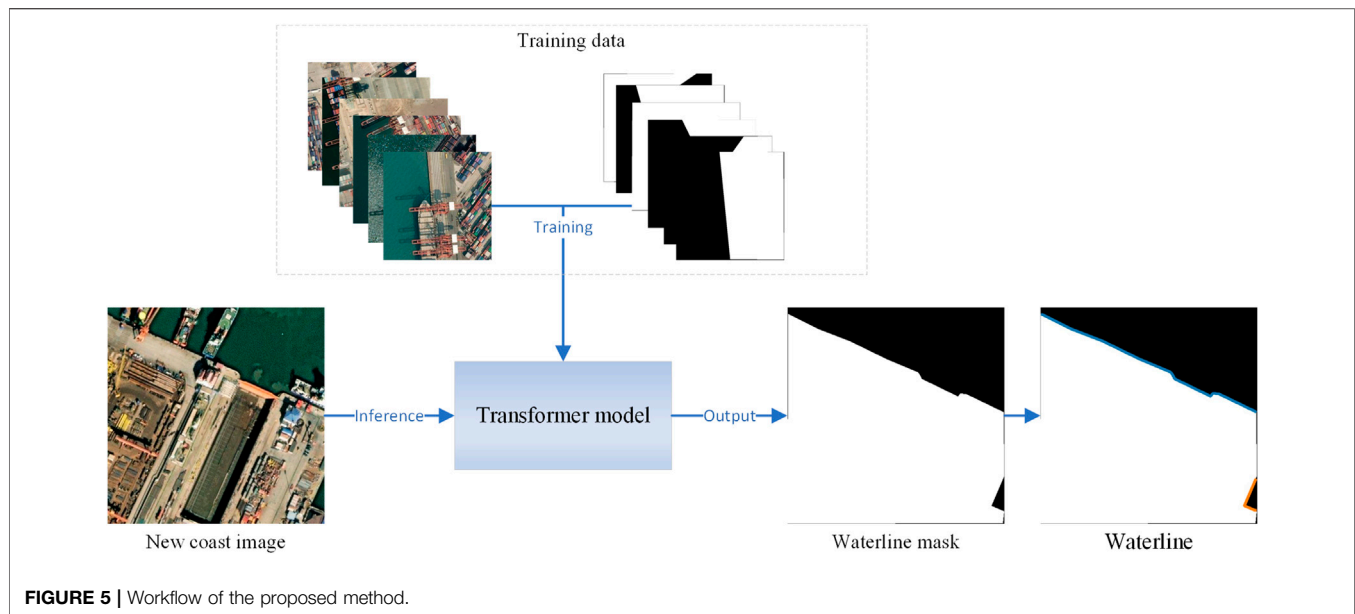 Training data
Training
Inference
Transformer model
Output
New coast image
Waterline mask
Waterline
FIGURE 5 | Workflow of the proposed method.